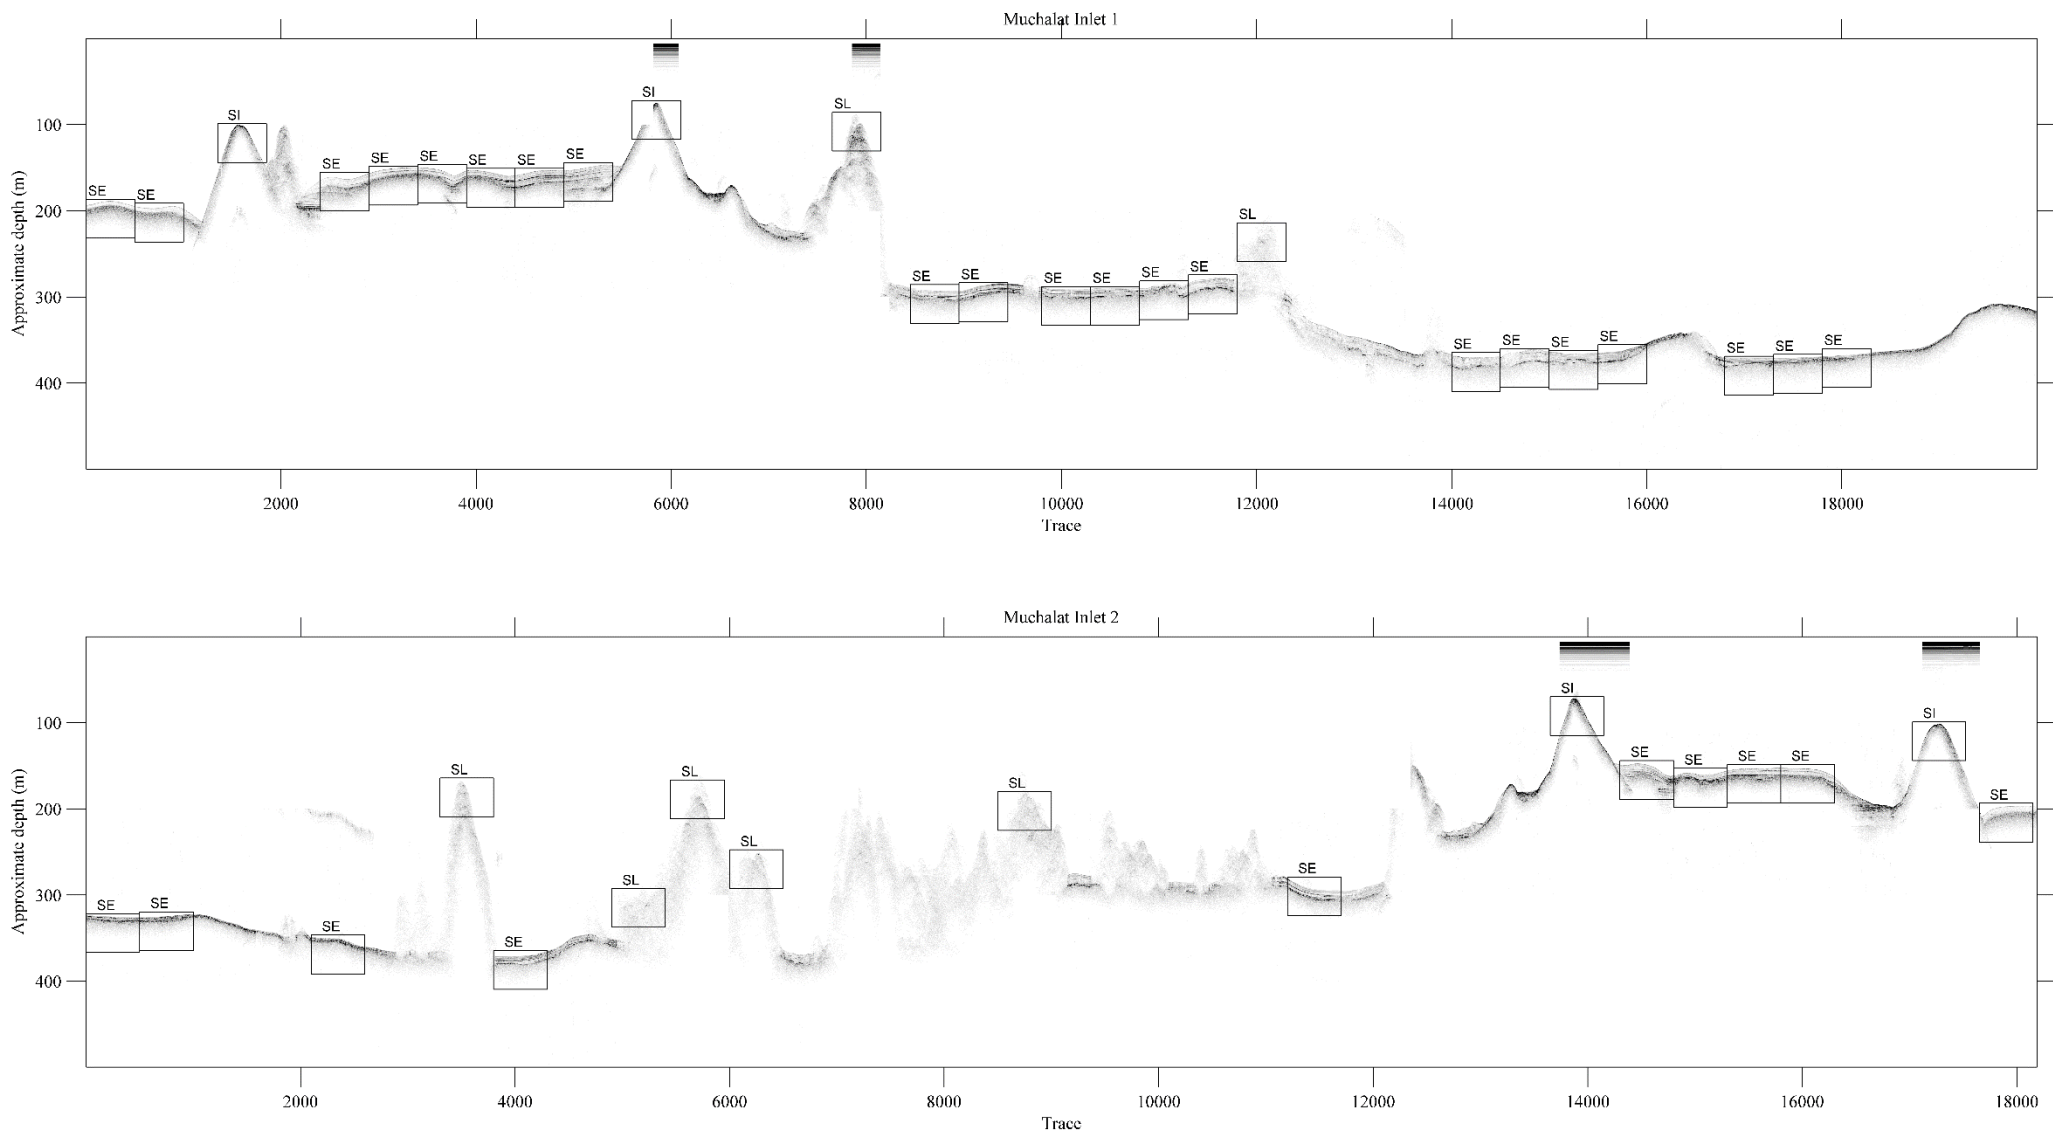 Muchalat Inlet 1
SI
SL
100
SI
SE SE SE SE SE SE
SE SE
200
SL
SE SE SE SE SE SE
300
SE SE SE SE SE SE SE
400
Approximate depth (m)
2000 4000 6000 8000 10000 12000 14000 16000 18000
Trace
Muchalat Inlet 2
SI
SI
100
SL SL SL SE SE SE SE
SE
200
SL
SL SE
300
SE SE
SE
SE
400
Approximate depth (m)
2000 4000 6000 8000 10000 12000 14000 16000 18000
Trace